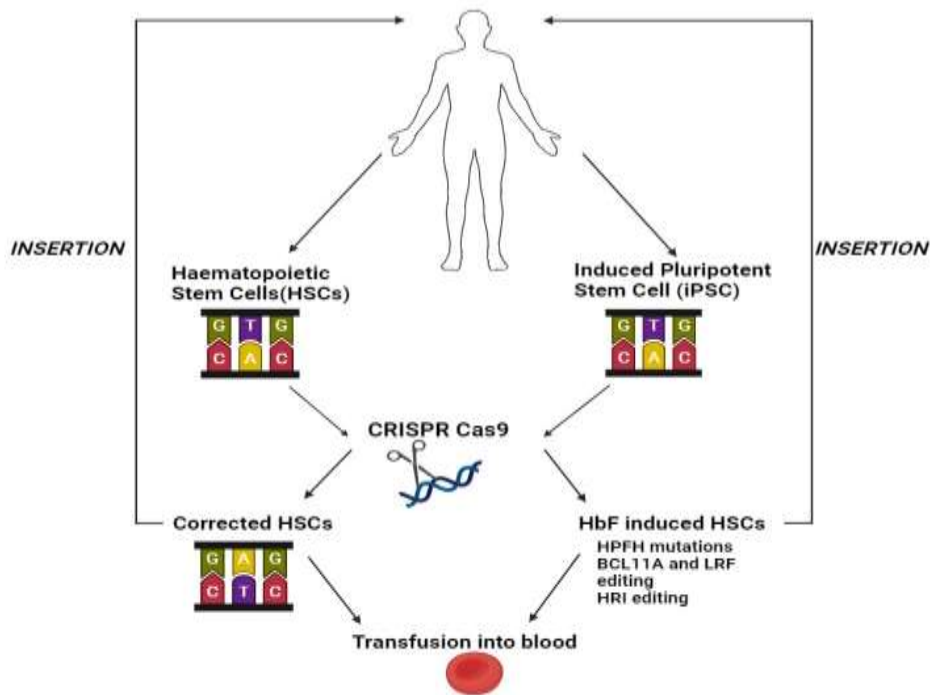 INSERTION
INSERTION
Haematopoietic
Stem Cells(HSCs)
G T G
C A C
Induced Pluripotent
Stem Cell (iPSC)
G T G
C A C
CRISPR Cas9
Corrected HSCs
G A G
C T C
HbF induced HSCs
HPFH mutations
BCL11A and LRF
editing
HRI editing
Transfusion into blood